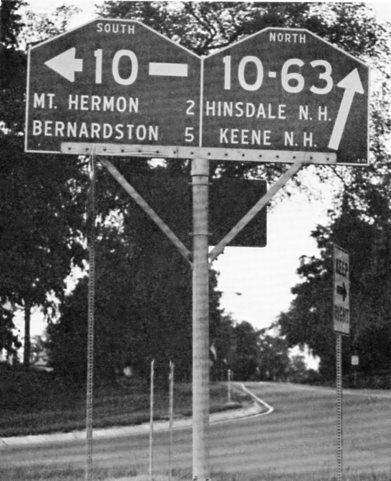 SOUTH
10
MT. HERMON 2
BERNARDSTON 5
NORTH
10-63
HINSDALE N.H.
KEENE N.H.
KEEP
RIGHT